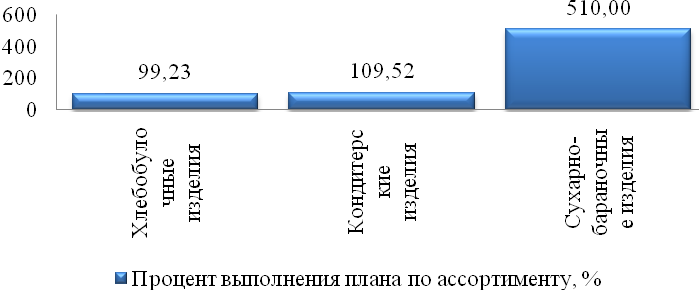 600
400
200
0
99,23
109,52
510,00
Хлебобуло
чные
изделия
Кондитерс
кие
изделия
Сухарно-
бараночны
е изделия
Процент выполнения плана по ассортименту, %